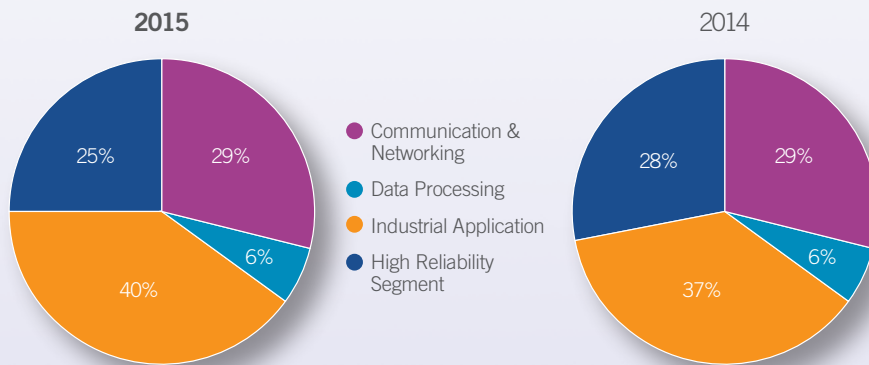 2015
2014
25%
29%
6%
40%
Communication &
Networking
Data Processing
Industrial Application
High Reliability
Segment
28%
29%
6%
37%